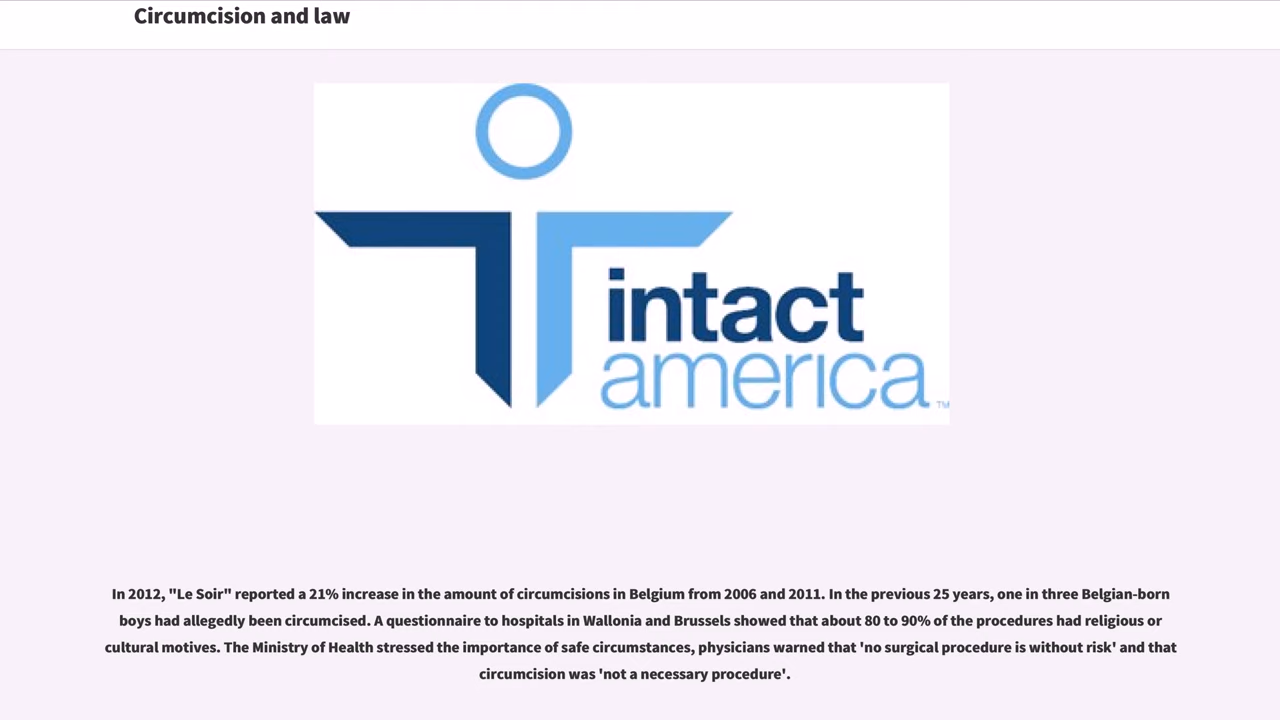 Circumcision and law
intact
america
TM
In 2012, "Le Soir" reported a 21% increase in the amount of circumcisions in Belgium from 2006 and 2011. In the previous 25 years, one in three Belgian-born
boys had allegedly been circumcised. A questionnaire to hospitals in Wallonia and Brussels showed that about 80 to 90% of the procedures had religious or
cultural motives. The Ministry of Health stressed the importance of safe circumstances, physicians warned that 'no surgical procedure is without risk' and that
circumcision was 'not a necessary procedure'.